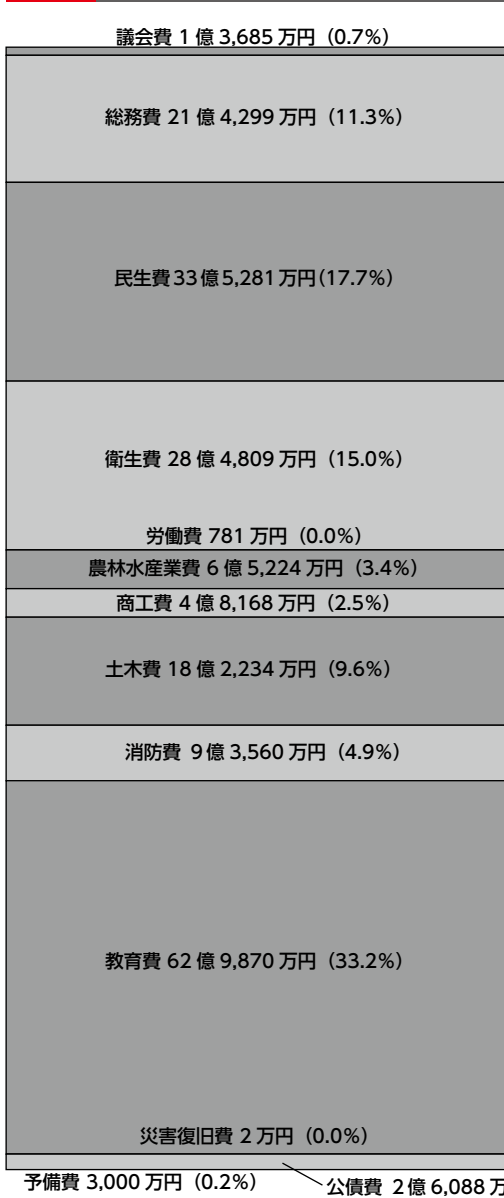 議会費 1 億 3,685 万円（0.7%）
総務費 21 億 4,299 万円（11.3%）
民生費 33 億 5,281 万円（17.7%）
衛生費 28 億 4,809 万円（15.0%）
労働費 781 万円（0.0%）
農林水産業費 6 億 5,224 万円（3.4%）
商工費 4 億 8,168 万円（2.5%）
土木費 18 億 2,234 万円（9.6%）
消防費 9 億 3,560 万円（4.9%）
教育費 62 億 9,870 万円（33.2%）
災害復旧費 2 万円（0.0%）
予備費 3,000 万円（0.2%）
公債費 2 億 6,088 万